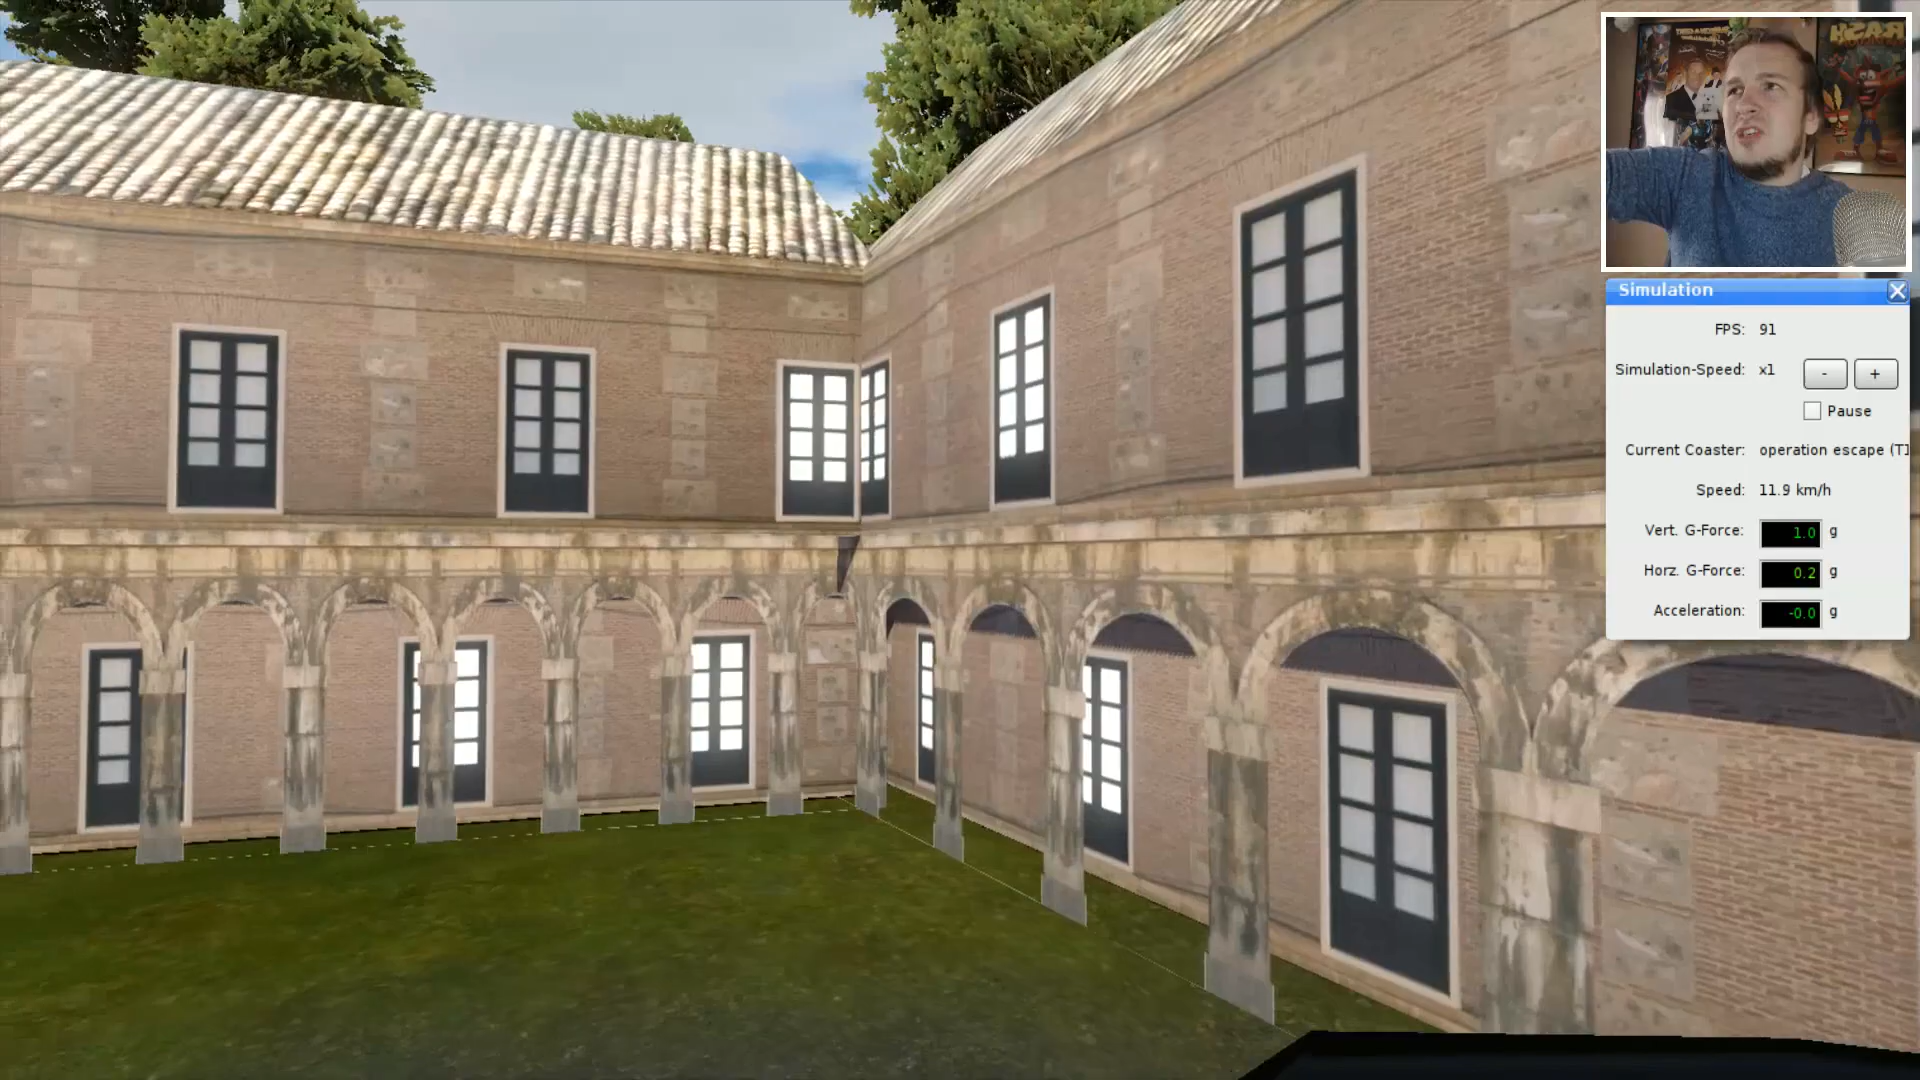 Simulation
FPS: 91
Simulation-Speed: x1 - +
Pause
Current Coaster: operation escape (T
Speed: 11.9 km/h
Vert. G-Force: 1.0 g
Horz. G-Force: 0.2 g
Acceleration: -0.0 g